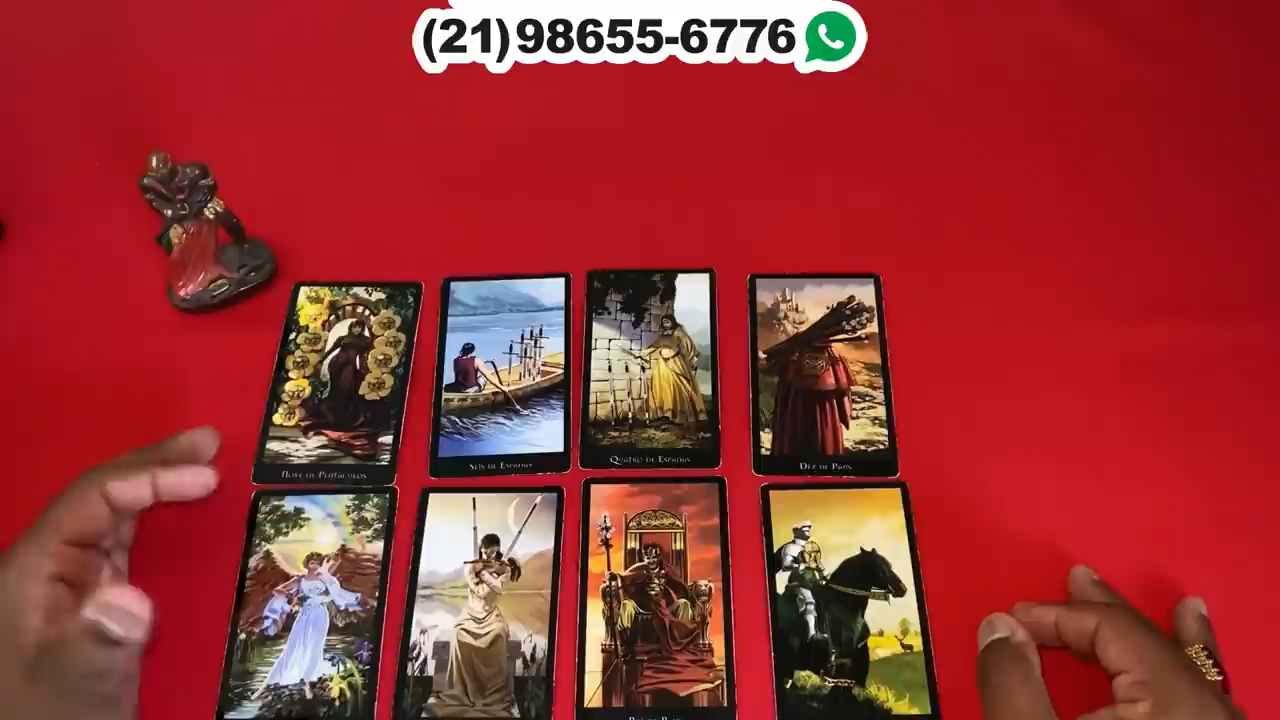 (21)98655-6776
Nove de Pentáculos
Seis de Espadas
Quatro de Espadas
Dez de Paus